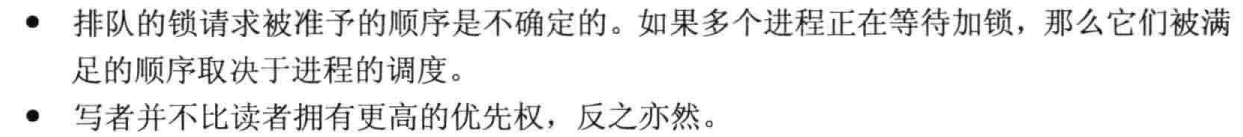 • 排队的锁请求被准予的顺序是不确定的。如果多个进程正在等待加锁，那么它们被满
足的顺序取决于进程的调度。
• 写者并不比读者拥有更高的优先权，反之亦然。